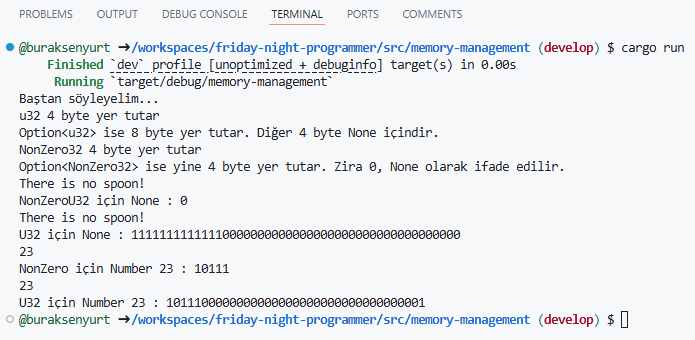 PROBLEMS OUTPUT DEBUG CONSOLE TERMINAL PORTS COMMENTS
@buraksenyurt ➜/workspaces/friday-night-programmer/src/memory-management (develop) $ cargo run
Finished `dev` profile [unoptimized + debuginfo] target(s) in 0.00s
Running `target/debug/memory-management`
Baştan söyleyelim...
u32 4 byte yer tutar
Option<u32> ise 8 byte yer tutar. Diğer 4 byte None içindir.
NonZero32 4 byte yer tutar
Option<NonZero32> ise yine 4 byte yer tutar. Zira 0, None olarak ifade edilir.
There is no spoon!
NonZeroU32 için None : 0
There is no spoon!
U32 için None : 11111111111110000000000000000000000000000000000
23
NonZero için Number 23 : 10111
23
U32 için Number 23 : 1011100000000000000000000000000000001
@buraksenyurt ➜/workspaces/friday-night-programmer/src/memory-management (develop) $